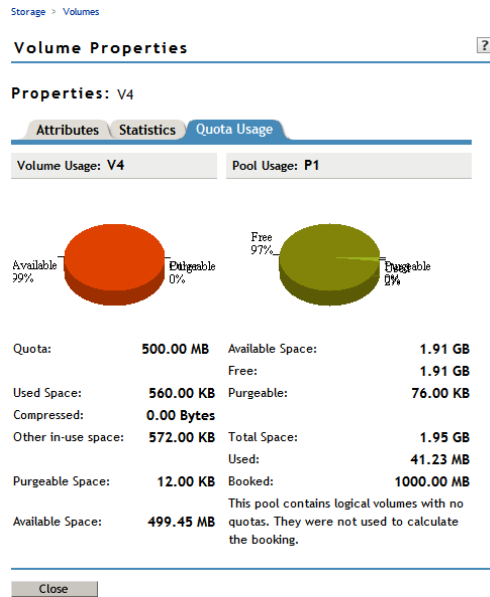 Storage > Volumes
Volume Properties
?
Properties: V4
Attributes Statistics Quota Usage
Volume Usage: V4 Pool Usage: P1
Available
99%
0%
Free
97%
Quota: 500.00 MB Available Space: 1.91 GB
Free: 1.91 GB
Used Space: 560.00 KB Purgeable: 76.00 KB
Compressed: 0.00 Bytes
Other in-use space: 572.00 KB Total Space: 1.95 GB
Used: 41.23 MB
Purgeable Space: 12.00 KB Booked: 1000.00 MB
This pool contains logical volumes with no
Available Space: 499.45 MB quotas. They were not used to calculate
the booking.
Close